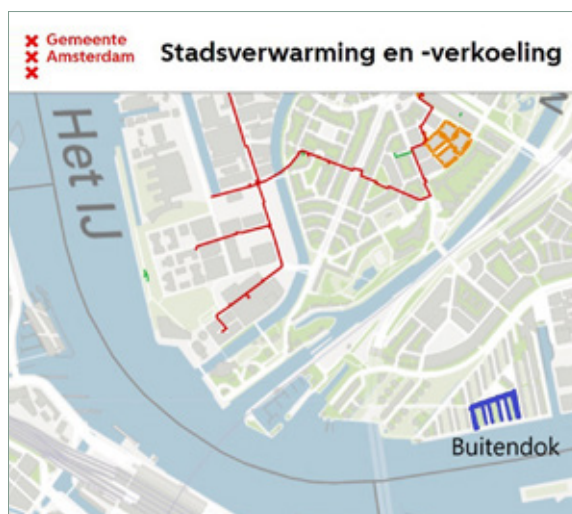 Gemeente
Amsterdam
Stadsverwarming en -verkoeling
Het IJ
Buitendok